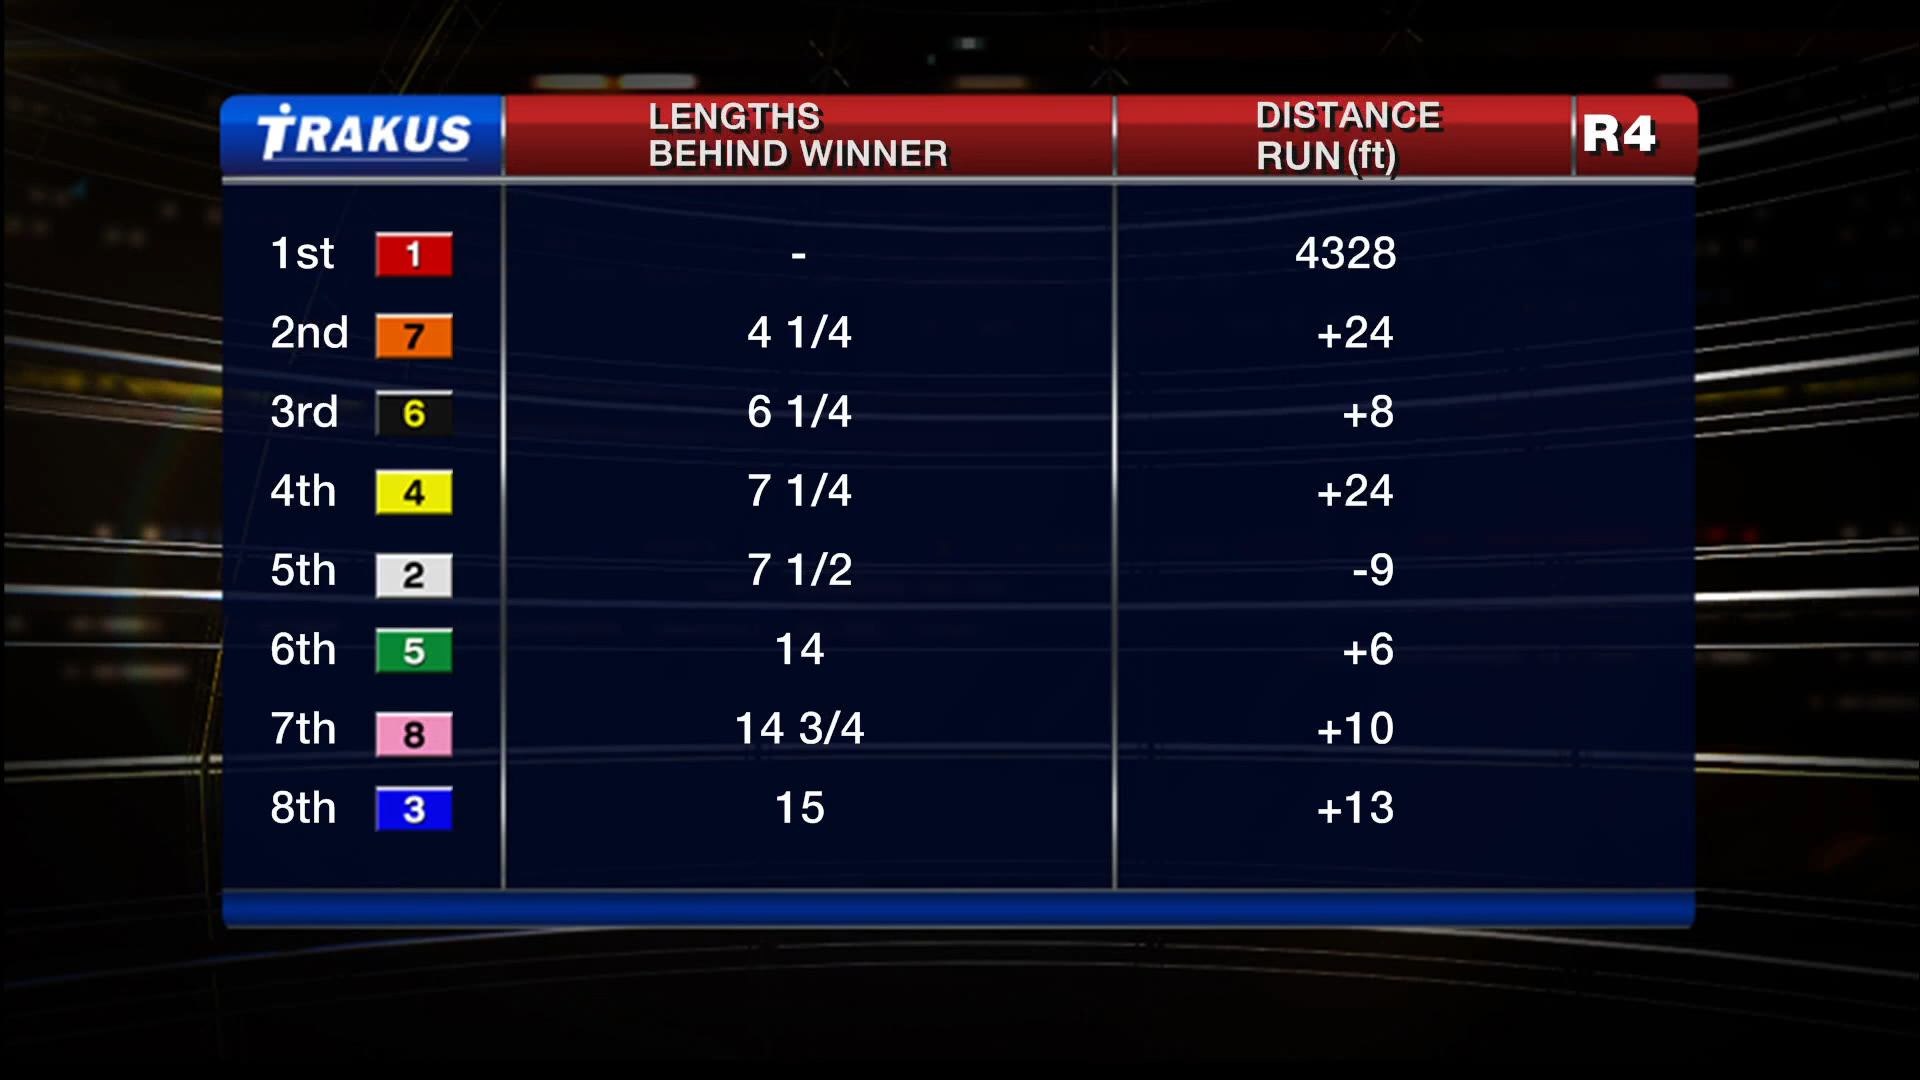 TRAKUS
LENGTHS
BEHIND WINNER
DISTANCE
RUN (ft)
R4
1st 1 - 4328
2nd 7 4 1/4 +24
3rd 6 6 1/4 +8
4th 4 7 1/4 +24
5th 2 7 1/2 -9
6th 5 14 +6
7th 8 14 3/4 +10
8th 3 15 +13